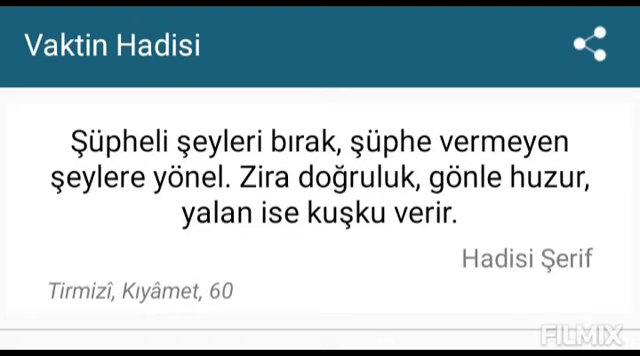 Vaktin Hadisi
Şüpheli şeyleri bırak, şüphe vermeyen
şeylere yönel. Zira doğruluk, gönle huzur,
yalan ise kuşku verir.
Hadisi Şerif
Tirmizî, Kıyâmet, 60
FILMIX